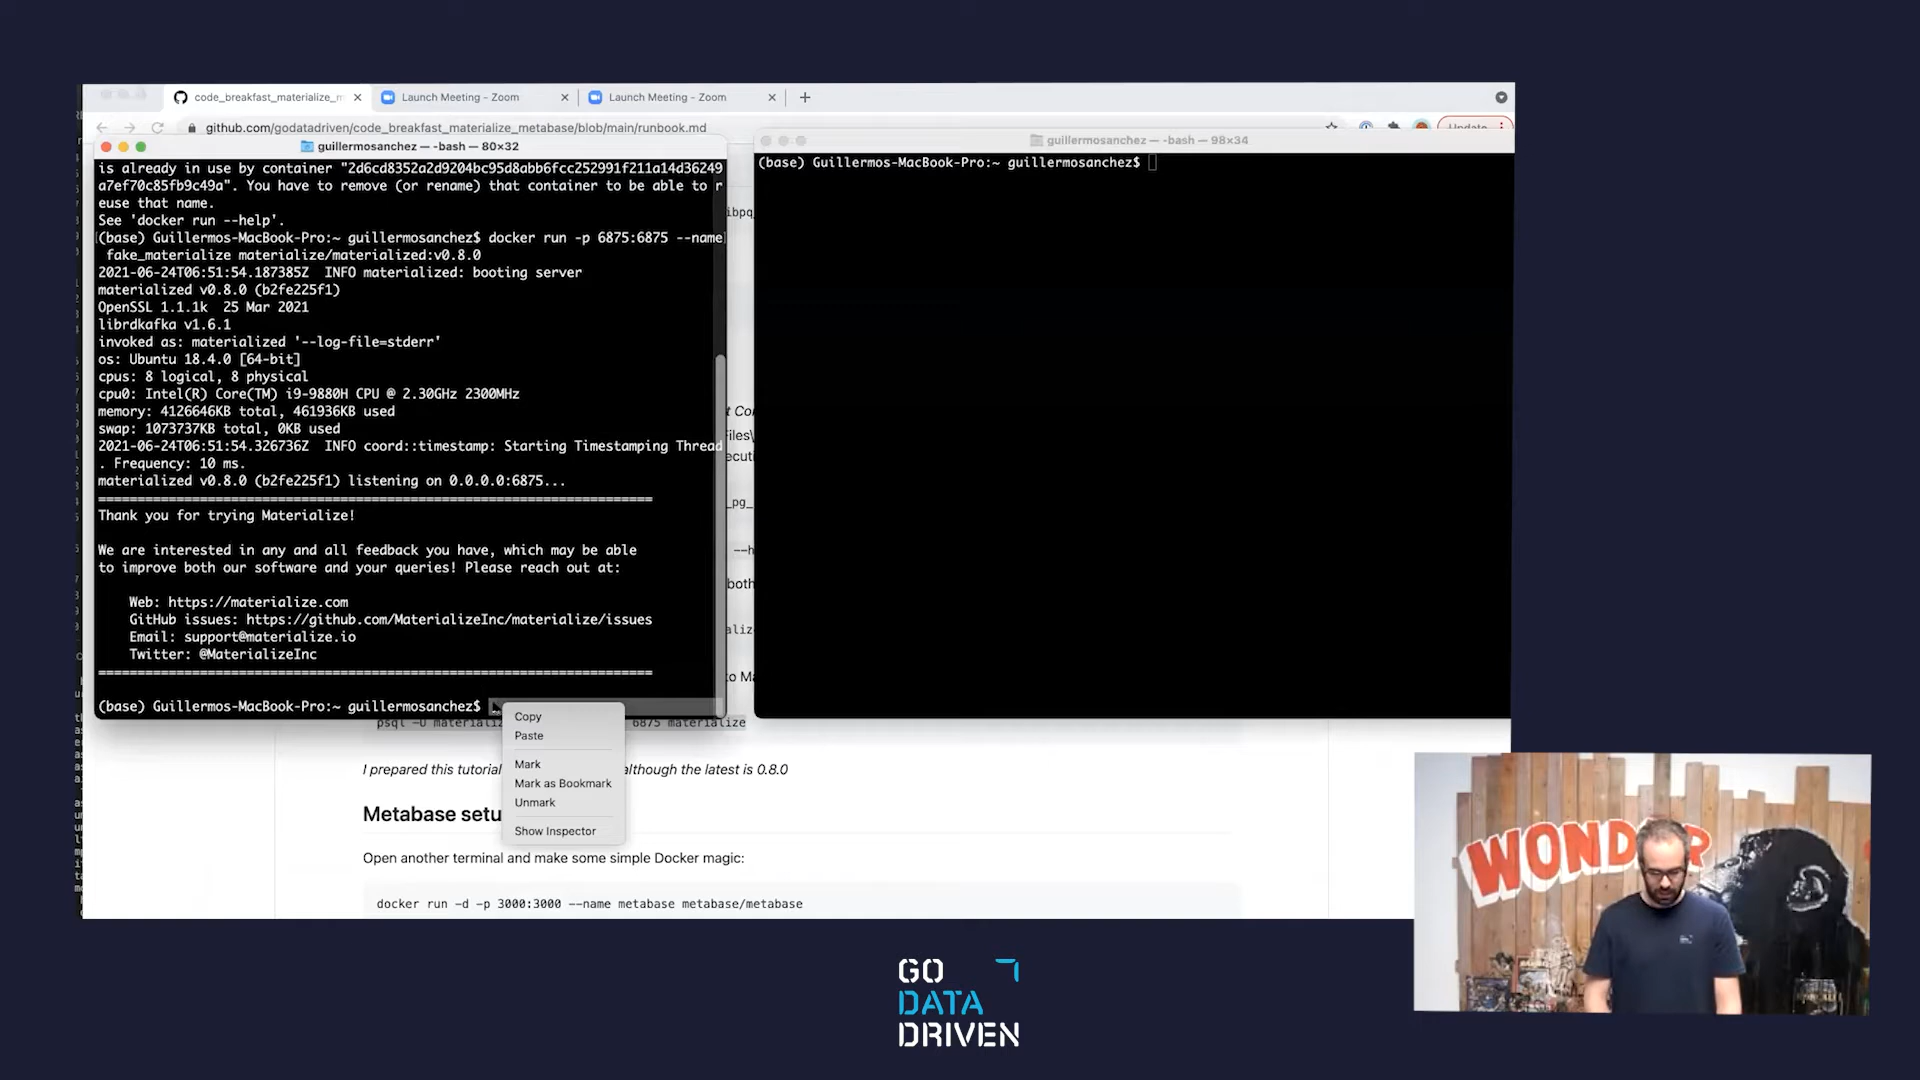 code_breakfast_materialize_m
Launch Meeting - Zoom
Launch Meeting - Zoom
github.com/godatadriven/code_breakfast_materialize_metabase/blob/main/runbook.md
Update
guillermosanchez — -bash — 80×32
is already in use by container "2d6cd8352a2d9204bc95d8abb6fcc252991f211a14d36249
a7ef70c85fb9c49a". You have to remove (or rename) that container to be able to r
euse that name.
See 'docker run --help'.
(base) Guillermos-MacBook-Pro:~ guillermosanchez$ docker run -p 6875:6875 --name
fake_materialize materialize/materialized:v0.8.0
2021-06-24T06:51:54.187385Z  INFO materialized: booting server
materialized v0.8.0 (b2fe225f1)
OpenSSL 1.1.1k  25 Mar 2021
librdkafka v1.6.1
invoked as: materialized '--log-file=stderr'
os: Ubuntu 18.4.0 [64-bit]
cpus: 8 logical, 8 physical
cpu0: Intel(R) Core(TM) i9-9880H CPU @ 2.30GHz 2300MHz
memory: 4126646KB total, 461936KB used
swap: 1073737KB total, 0KB used
2021-06-24T06:51:54.326736Z  INFO coord::timestamp: Starting Timestamping Thread
. Frequency: 10 ms.
materialized v0.8.0 (b2fe225f1) listening on 0.0.0.0:6875...
================================================================
Thank you for trying Materialize!
We are interested in any and all feedback you have, which may be able
to improve both our software and your queries! Please reach out at:
Web: https://materialize.com
GitHub issues: https://github.com/MaterializeInc/materialize/issues
Email: support@materialize.io
Twitter: @MaterializeInc
================================================================
(base) Guillermos-MacBook-Pro:~ guillermosanchez$
guillermosanchez — -bash — 98×34
(base) Guillermos-MacBook-Pro:~ guillermosanchez$
Copy
Paste
Mark
Mark as Bookmark
Unmark
Show Inspector
psql -U materializ 6875 materialize
I prepared this tutorial although the latest is 0.8.0
Metabase setu
Open another terminal and make some simple Docker magic:
docker run -d -p 3000:3000 --name metabase metabase/metabase
WONDER
GO
DATA
DRIVEN